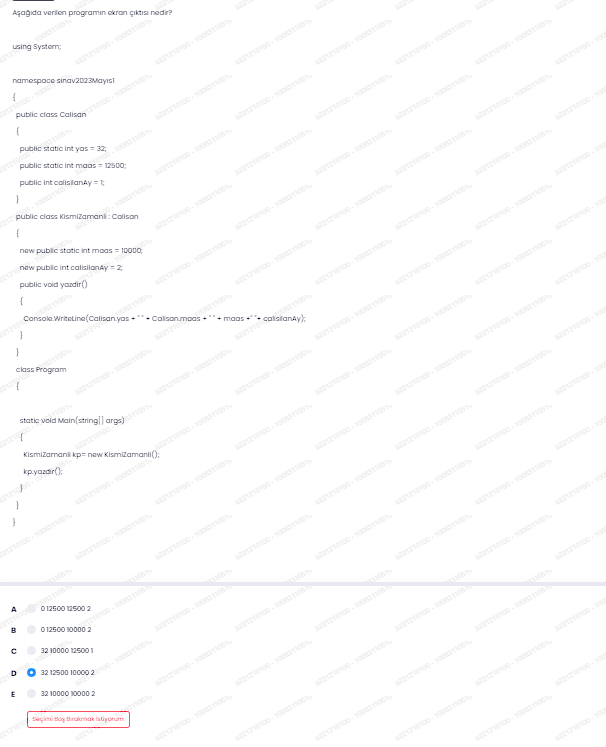 Aşağıda verilen programın ekran çıktısı nedir?
using System;
namespace sınav2023Mayıs1
{
public class Calisan
{
public static int yas = 32;
public static int maas = 12500;
public int calisilanAy = 1;
}
public class KismiZamanli : Calisan
{
new public static int maas = 10000;
new public int calisilanAy = 2;
public void yazdir()
{
Console.WriteLine(Calisan.yas + " " + Calisan.maas + " " + maas +" "+ calisilanAy);
}
}
class Program
{
static void Main(string[] args)
{
KismiZamanli kp= new KismiZamanli();
kp.yazdir();
}
}
}
A 0 12500 12500 2
B 0 12500 10000 2
C 32 10000 12500 1
D 32 12500 10000 2
E 32 10000 10000 2
Seçimi Boş Bırakmak İstiyorum